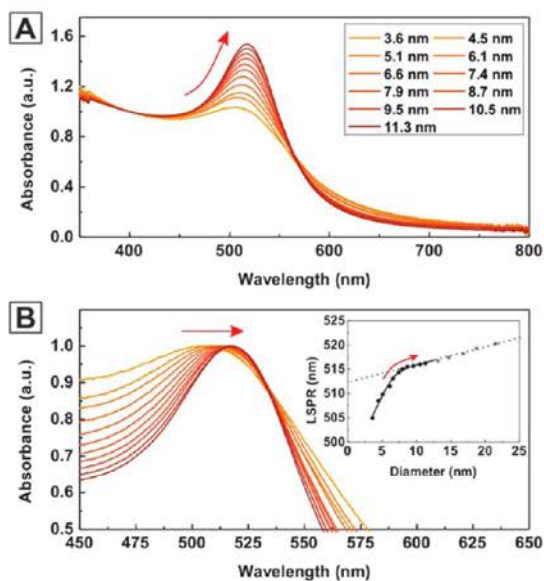 A
1.6
1.2
0.8
0.4
0.0
Absorbance (a.u.)
3.6 nm 4.5 nm
5.1 nm 6.1 nm
6.6 nm 7.4 nm
7.9 nm 8.7 nm
9.5 nm 10.5 nm
11.3 nm
400 500 600 700 800
Wavelength (nm)
B
1.0
0.9
0.8
0.7
0.6
0.5
Absorbance (a.u.)
525
520
515
510
505
500
LSPR (nm)
0 5 10 15 20 25
Diameter (nm)
450 475 500 525 550 575 600 625 650
Wavelength (nm)